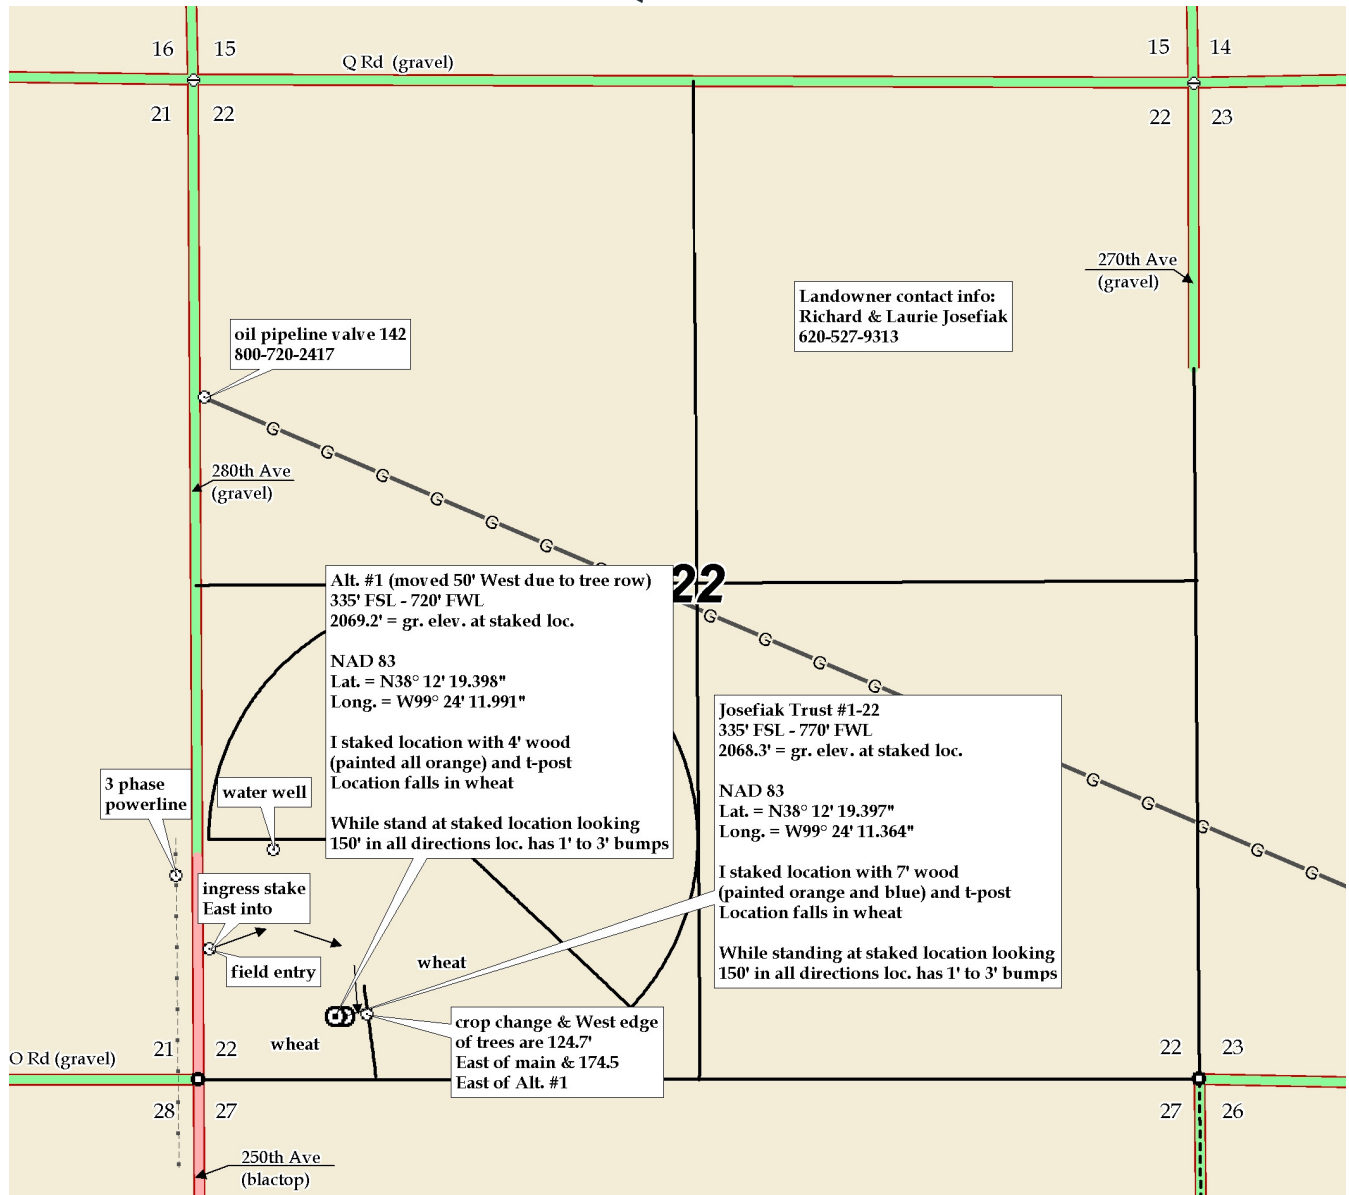 16 15
15 14
Q Rd (gravel)
21 22
22 23
270th Ave
(gravel)
Landowner contact info:
Richard & Laurie Josefiak
620-527-9313
oil pipeline valve 142
800-720-2417
G G G G G G G
280th Ave
(gravel)
22
Alt. #1 (moved 50' West due to tree row)
335' FSL - 720' FWL
2069.2' = gr. elev. at staked loc.
NAD 83
Lat. = N38° 12' 19.398"
Long. = W99° 24' 11.991"
I staked location with 4' wood
(painted all orange) and t-post
Location falls in wheat
While stand at staked location looking
150' in all directions loc. has 1' to 3' bumps
G G G G
Josefiak Trust #1-22
335' FSL - 770' FWL
2068.3' = gr. elev. at staked loc.
NAD 83
Lat. = N38° 12' 19.397"
Long. = W99° 24' 11.364"
I staked location with 7' wood
(painted orange and blue) and t-post
Location falls in wheat
While standing at staked location looking
150' in all directions loc. has 1' to 3' bumps
G G G G G
3 phase
powerline
water well
ingress stake
East into
field entry
wheat
wheat
crop change & West edge
of trees are 124.7'
East of main & 174.5
East of Alt. #1
O Rd (gravel)
21 22
22 23
28 27
27 26
250th Ave
(blactop)